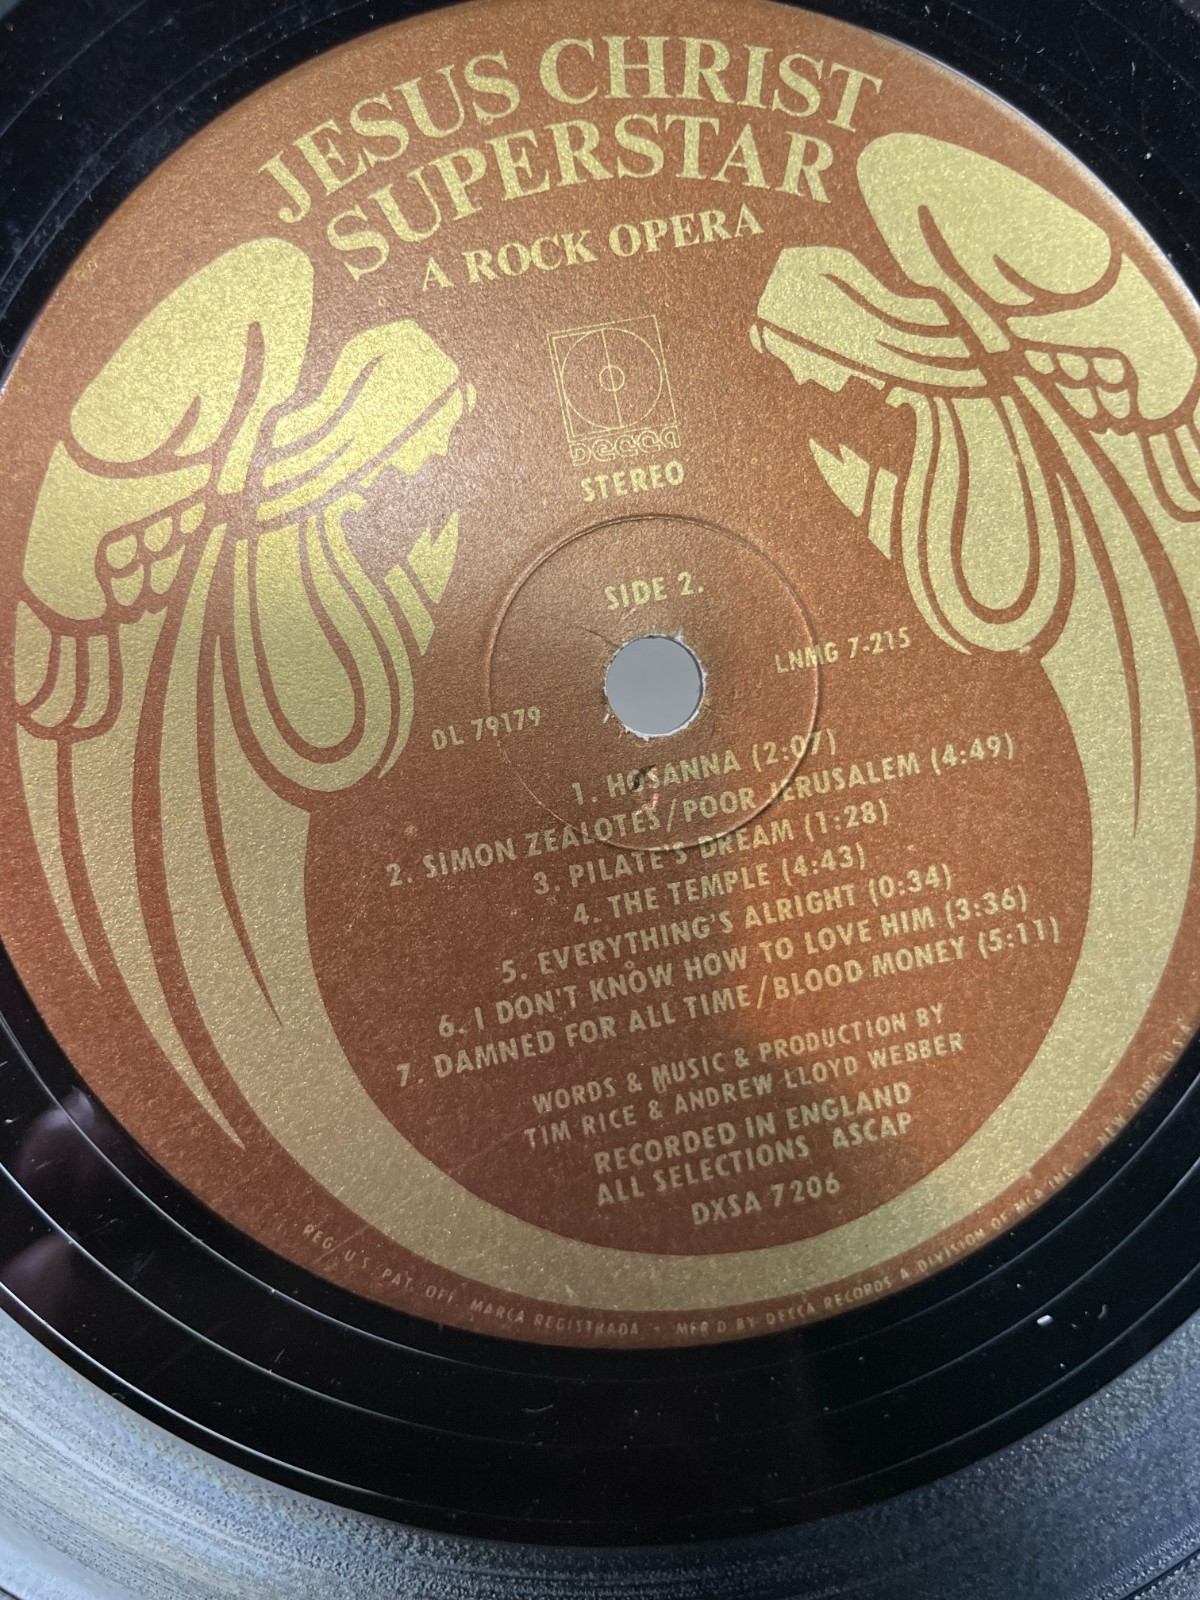 JESUS CHRIST
SUPERSTAR
A ROCK OPERA
DECCA
STEREO
SIDE 2.
DL 79179
LNMG 7-215
1. HOSANNA (2:07)
2. SIMON ZEALOTES/POOR JERUSALEM (4:49)
3. PILATE'S DREAM (1:28)
4. THE TEMPLE (4:43)
5. EVERYTHING'S ALRIGHT (0:34)
6. I DON'T KNOW HOW TO LOVE HIM (3:36)
7. DAMNED FOR ALL TIME/BLOOD MONEY (5:11)
WORDS & MUSIC & PRODUCTION BY
TIM RICE & ANDREW LLOYD WEBBER
RECORDED IN ENGLAND
ALL SELECTIONS ASCAP
DXSA 7206
REG. U.S. PAT. OFF. MARCA REGISTRADA • MFR'D BY DECCA RECORDS A DIVISION OF MCA INC. • NEW YORK U.S.A